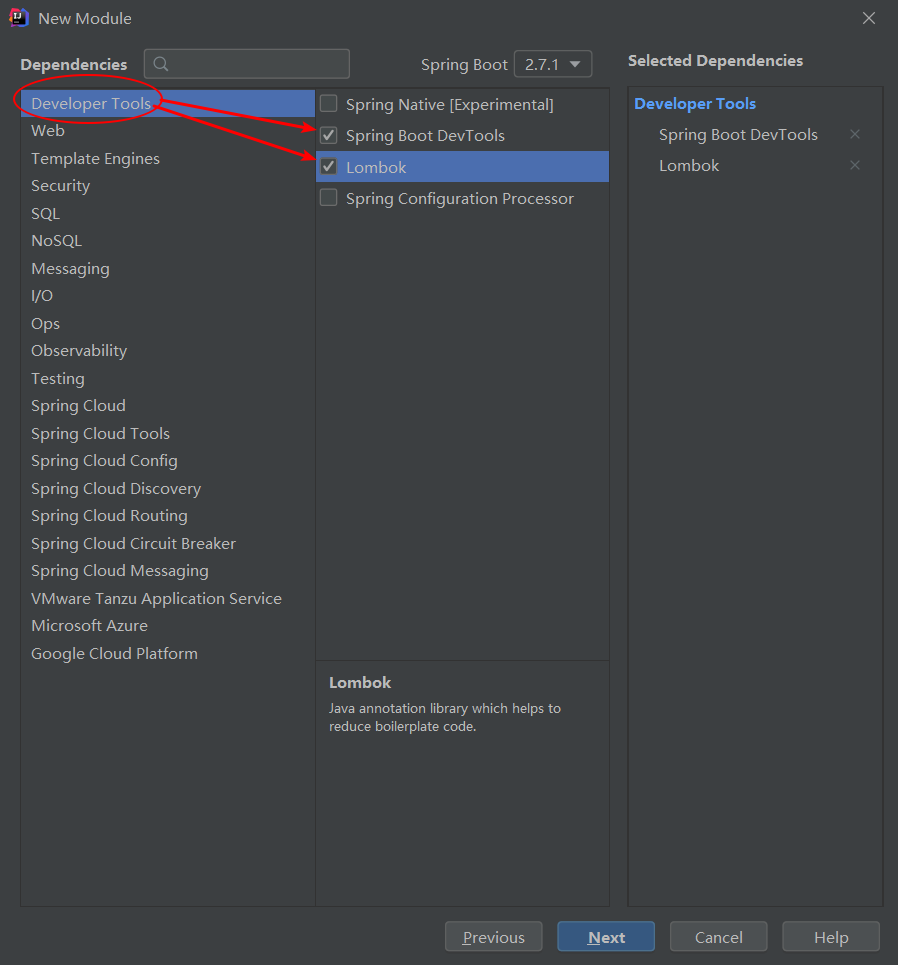 New Module
Dependencies
Spring Boot 2.7.1
Selected Dependencies
Developer Tools
Web
Template Engines
Security
SQL
NoSQL
Messaging
I/O
Ops
Observability
Testing
Spring Cloud
Spring Cloud Tools
Spring Cloud Config
Spring Cloud Discovery
Spring Cloud Routing
Spring Cloud Circuit Breaker
Spring Cloud Messaging
VMware Tanzu Application Service
Microsoft Azure
Google Cloud Platform
Spring Native [Experimental]
Spring Boot DevTools
Lombok
Spring Configuration Processor
Lombok
Java annotation library which helps to
reduce boilerplate code.
Developer Tools
Spring Boot DevTools
Lombok
Previous
Next
Cancel
Help